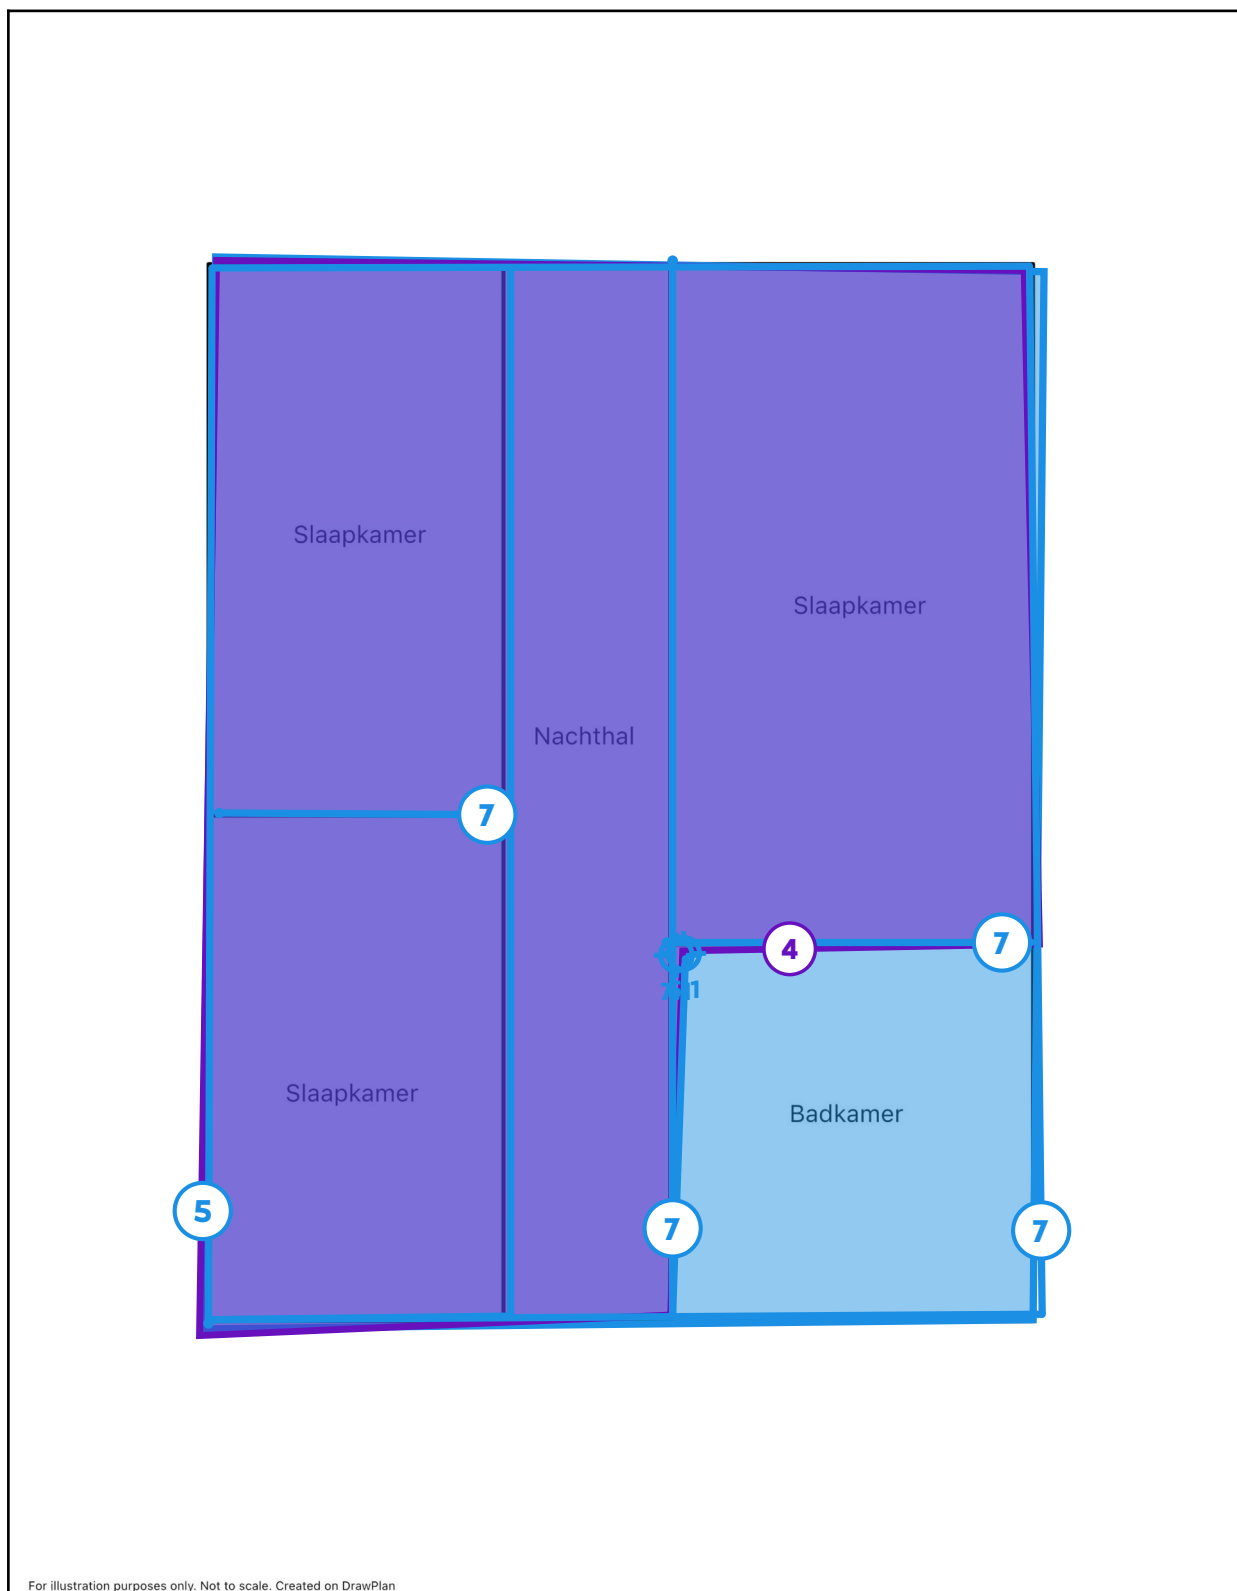 Slaapkamer
Slaapkamer
Nachthal
7
7
4
Slaapkamer
Badkamer
5
7
7
For illustration purposes only. Not to scale. Created on DrawPlan